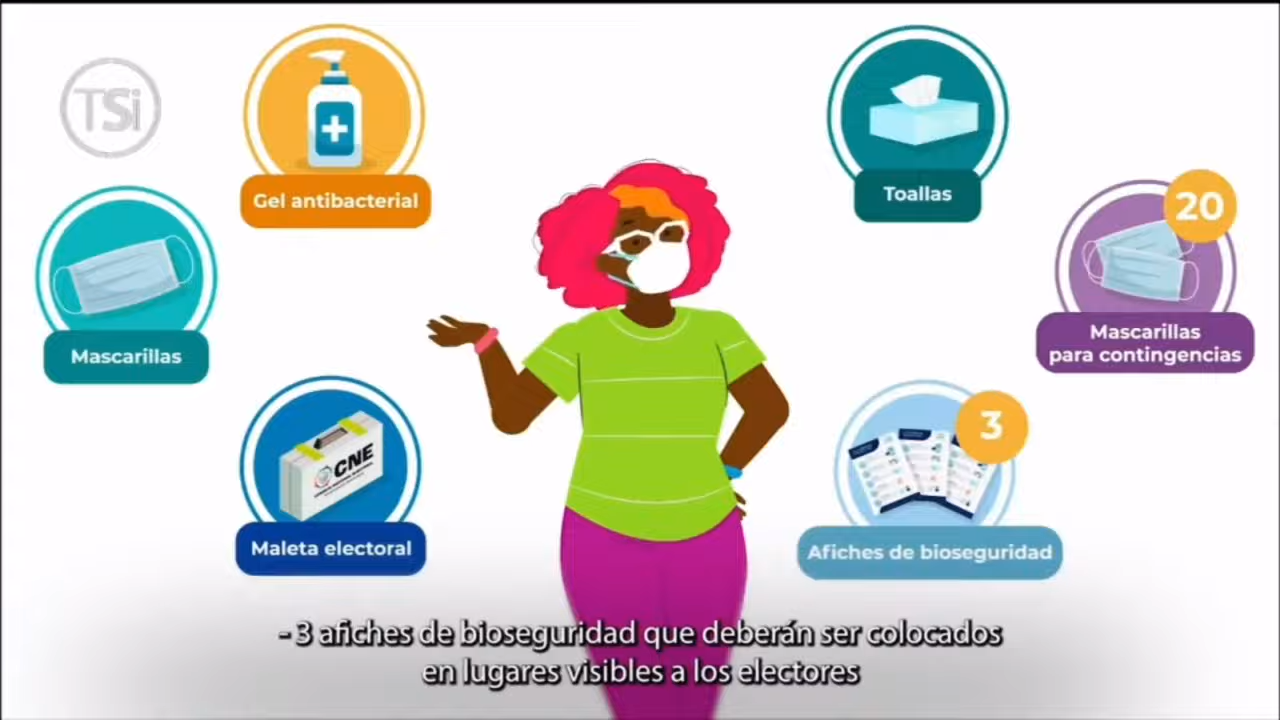 TSi
Gel antibacterial
Toallas
20
Mascarillas
Mascarillas
para contingencias
CNE
3
Maleta electoral
Afiches de bioseguridad
- 3 afiches de bioseguridad que deberán ser colocados
en lugares visibles a los electores